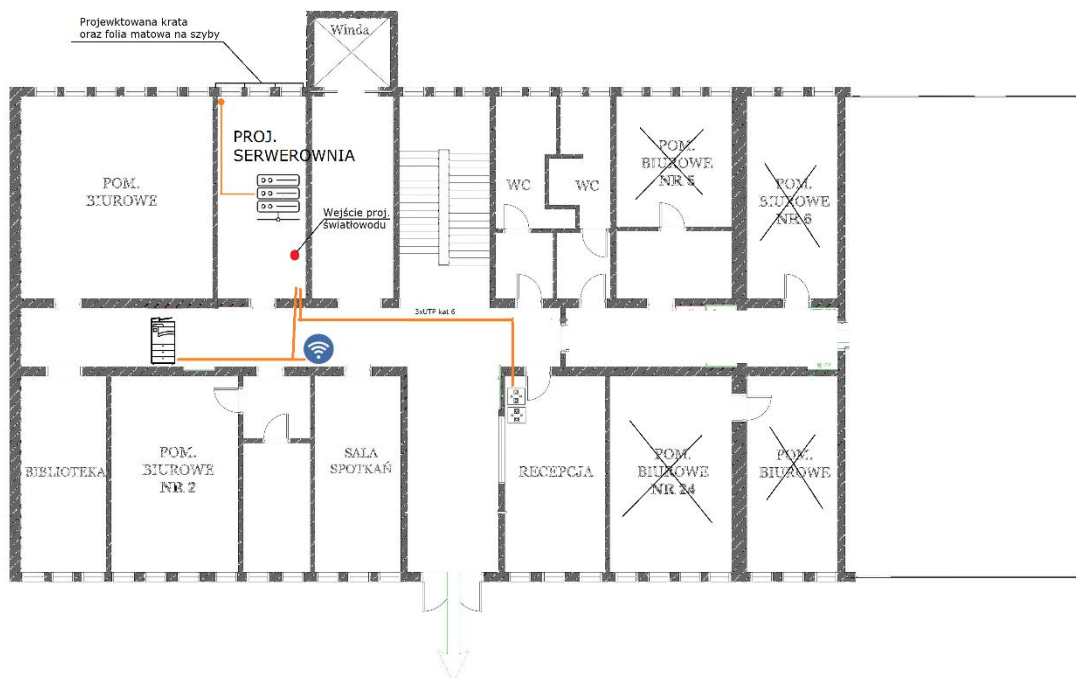 Projewktowana krata
oraz folia matowa na szyby
Winda
PROJ.
SERWEROWNIA
POM.
BIUROWE
Wejście proj.
światłowodu
WC
WC
POM.
BIUROWE
NR 5
POM.
BIUROWE
NR 6
3xUTP kat 6
BIBLIOTEKA
POM.
BIUROWE
NR 2
SALA
SPOTKAŃ
RECEPCJA
POM.
BIUROWE
NR 24
POM.
BIUROWE